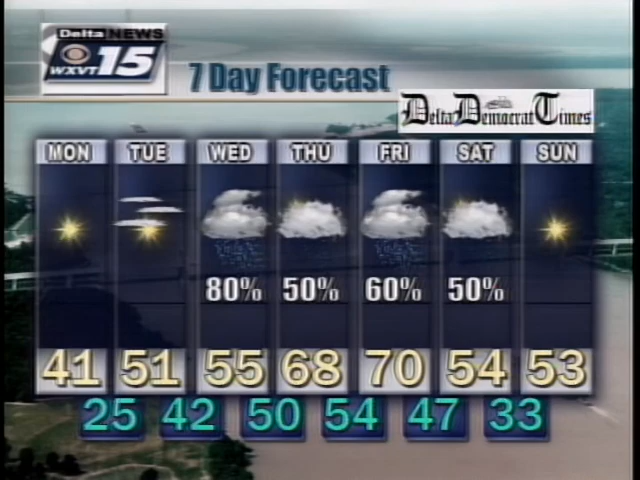 Delta NEWS
WXVT 15
7 Day Forecast
Delta Democrat Times
MON TUE WED THU FRI SAT SUN
80% 50% 60% 50%
41 51 55 68 70 54 53
25 42 50 54 47 33